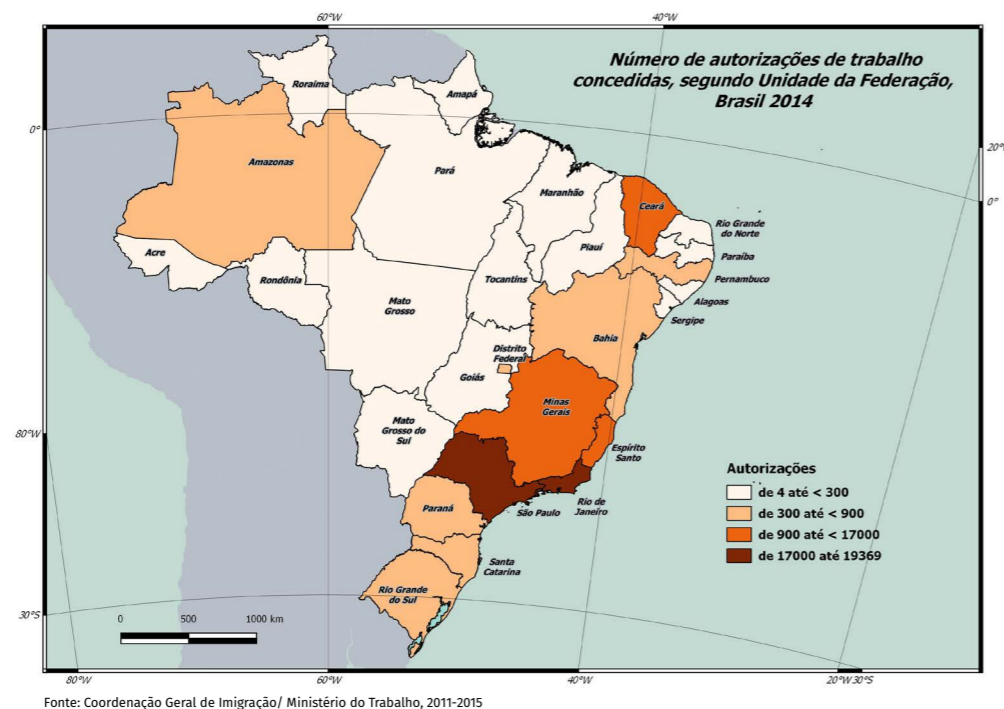 60°W
40°W
Número de autorizações de trabalho
concedidas, segundo Unidade da Federação,
Brasil 2014
Roraima
Amapá
0°
20°
0°
Amazonas
Pará
Maranhão
Ceará
Rio Grande
do Norte
Paraíba
Piauí
Pernambuco
Acre
Rondônia
Tocantins
Alagoas
Mato
Grosso
Sergipe
Bahia
Distrito
Federal
Goiás
Minas
Gerais
Mato
Grosso do
Sul
80°W
Espírito
Santo
Autorizações
de 4 até < 300
Rio de
Janeiro
São Paulo
Paraná
de 300 até < 900
de 900 até < 17000
de 17000 até 19369
Santa
Catarina
Rio Grande
do Sul
30°S
0
500
1000 km
80°W
60°W
40°W
20°W
30°S
Fonte: Coordenação Geral de Imigração/ Ministério do Trabalho, 2011-2015